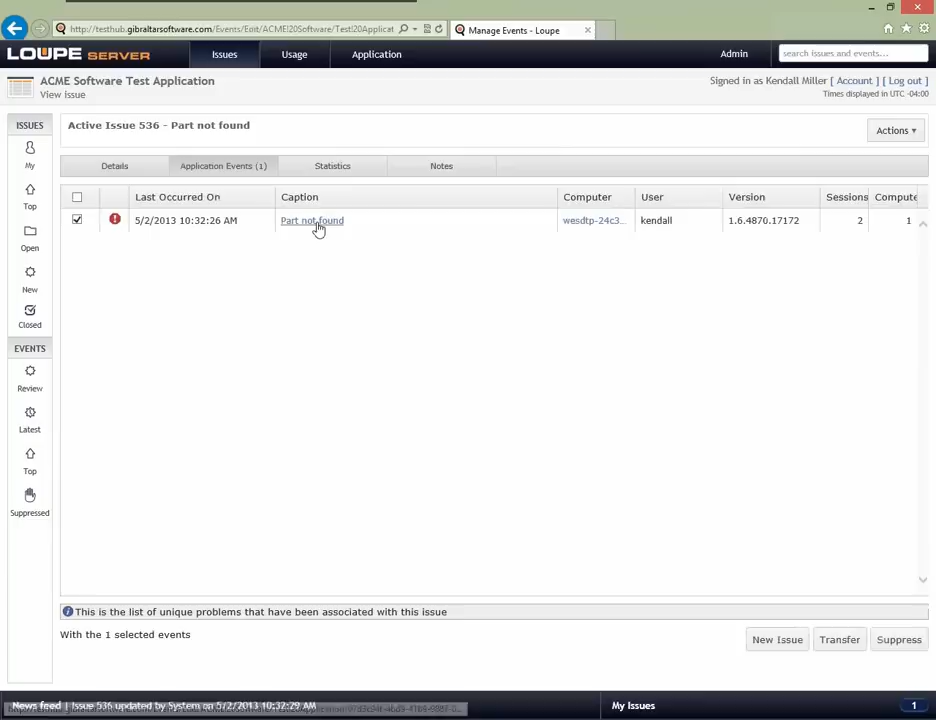 http://testhub.gibraltarsoftware.com/Events/Edit/ACME%20Software/Test%20Applicat
Manage Events - Loupe
LOUPE SERVER
Issues
Usage
Application
Admin
search issues and events...
ACME Software Test Application
View issue
Signed in as Kendall Miller [ Account ] [ Log out ]
Times displayed in UTC -04:00
ISSUES
My
Top
Open
New
Closed
EVENTS
Review
Latest
Top
Suppressed
Active Issue 536 - Part not found
Actions
Details
Application Events (1)
Statistics
Notes
Last Occurred On Caption Computer User Version Sessions Compute
5/2/2013 10:32:26 AM Part not found wesdtp-24c3... kendall 1.6.4870.17172 2 1
This is the list of unique problems that have been associated with this issue
With the 1 selected events
New Issue
Transfer
Suppress
News feed | Issue 536 updated by System on 5/2/2013 10:32:29 AM
My Issues
1